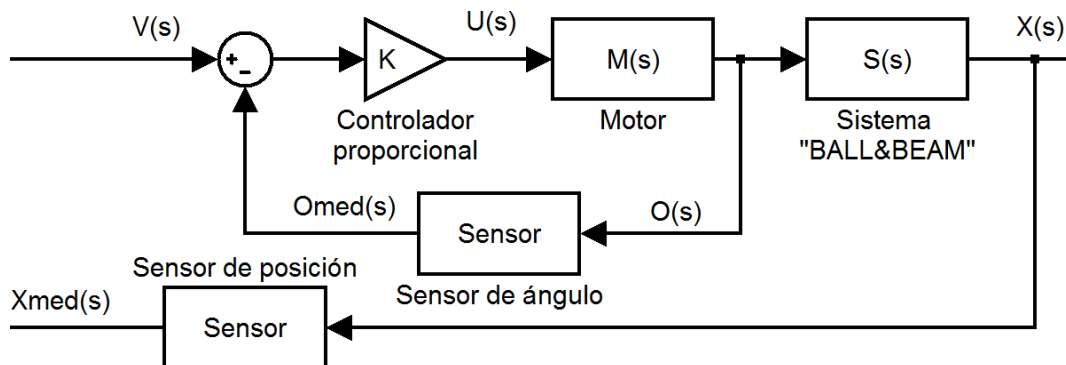 V(s)
U(s)
X(s)
+
-
K
M(s)
S(s)
Controlador
proporcional
Motor
Sistema
"BALL&BEAM"
Omed(s)
Sensor
O(s)
Sensor de ángulo
Sensor de posición
Xmed(s)
Sensor